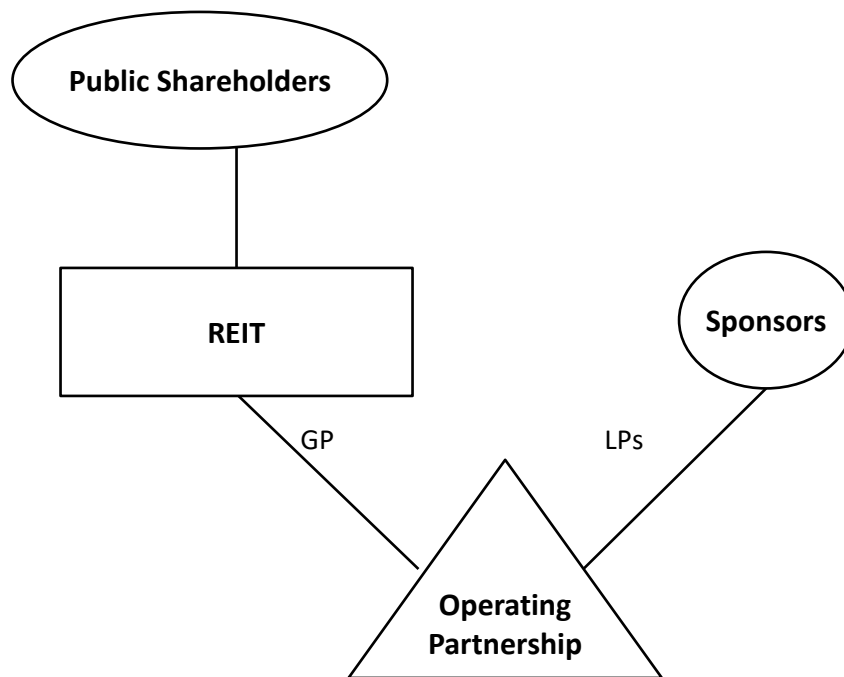 Public Shareholders
REIT
Sponsors
GP
LPs
Operating
Partnership